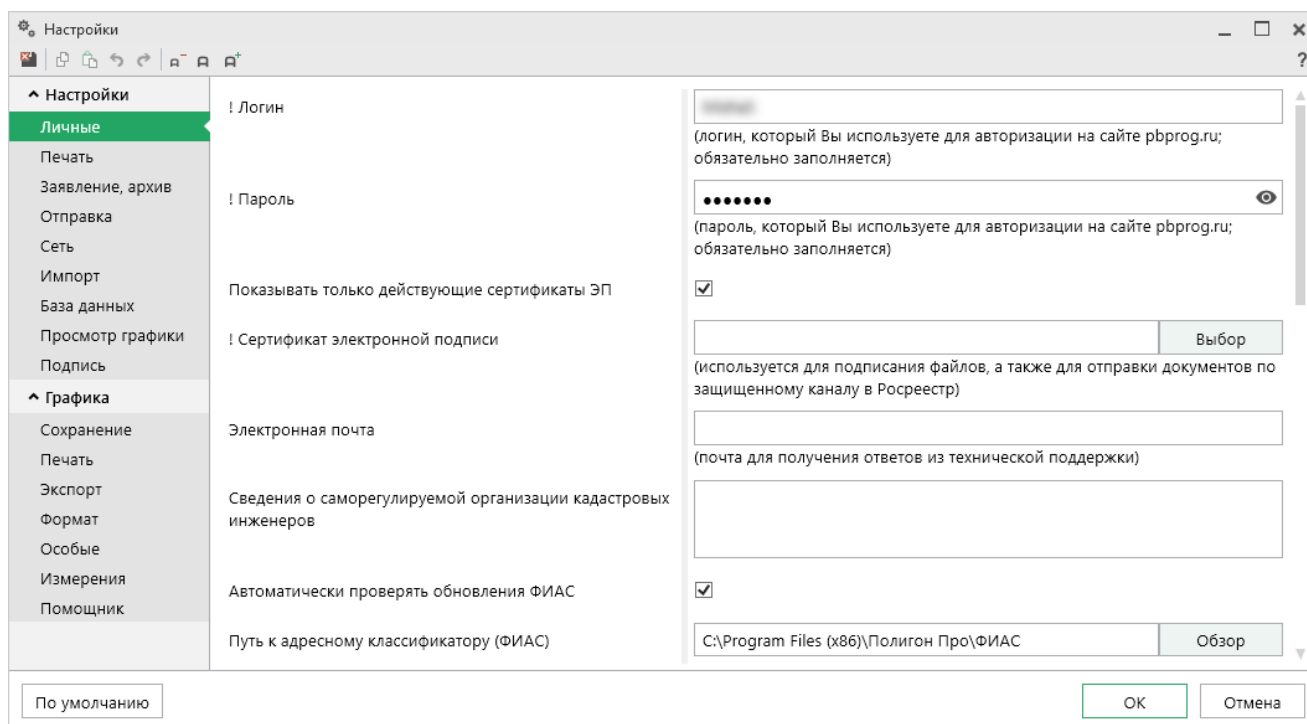 Настройки
?
Настройки
Личные
Печать
Заявление, архив
Отправка
Сеть
Импорт
База данных
Просмотр графики
Подпись
Графика
Сохранение
Печать
Экспорт
Формат
Особые
Измерения
Помощник
! Логин
(логин, который Вы используете для авторизации на сайте pbprog.ru;
обязательно заполняется)
! Пароль
●●●●●●●
(пароль, который Вы используете для авторизации на сайте pbprog.ru;
обязательно заполняется)
Показывать только действующие сертификаты ЭП
! Сертификат электронной подписи
Выбор
(используется для подписания файлов, а также для отправки документов по
защищенному каналу в Росреестр)
Электронная почта
(почта для получения ответов из технической поддержки)
Сведения о саморегулируемой организации кадастровых
инженеров
Автоматически проверять обновления ФИАС
Путь к адресному классификатору (ФИАС)
C:\Program Files (x86)\Полигон Про\ФИАС
Обзор
По умолчанию
ОК
Отмена